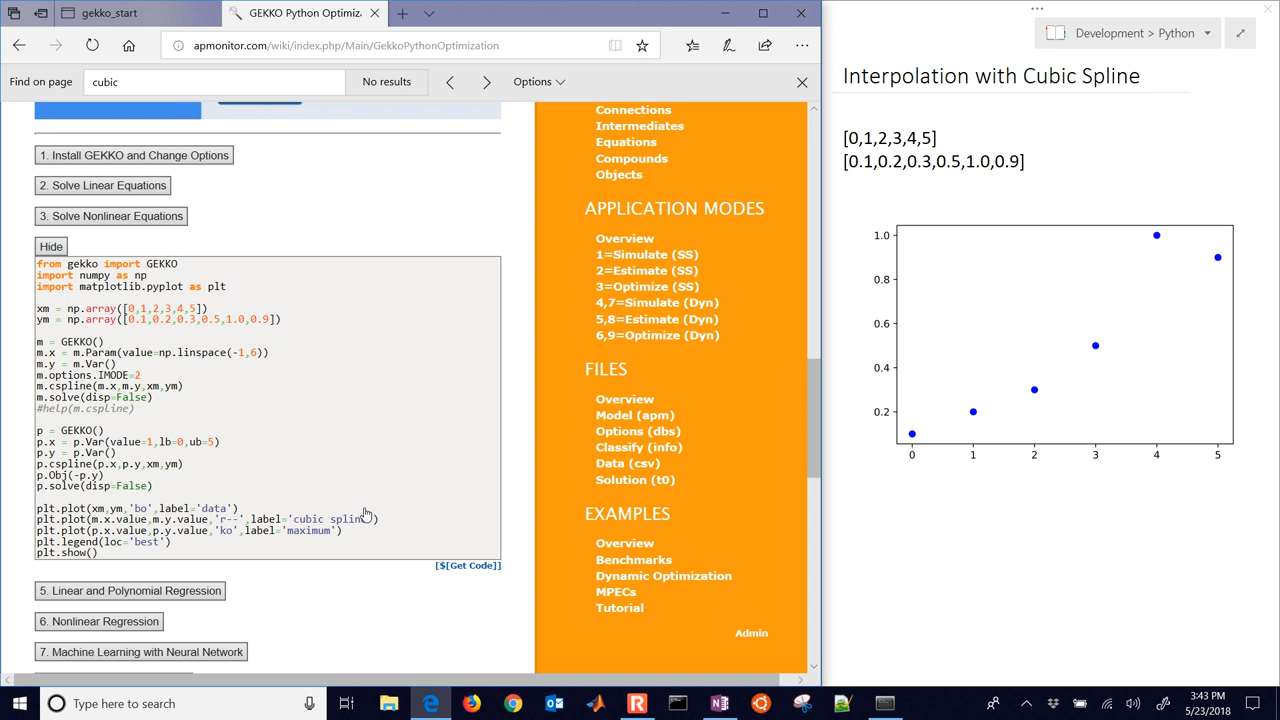 gekko_start
GEKKO Python Optimiza
apmonitor.com/wiki/index.php/Main/GekkoPythonOptimization
Find on page
cubic
No results
Options
1. Install GEKKO and Change Options
2. Solve Linear Equations
3. Solve Nonlinear Equations
Hide
from gekko import GEKKO
import numpy as np
import matplotlib.pyplot as plt
xm = np.array([0,1,2,3,4,5])
ym = np.array([0.1,0.2,0.3,0.5,1.0,0.9])
m = GEKKO()
m.x = m.Param(value=np.linspace(-1,6))
m.y = m.Var()
m.options.IMODE=2
m.cspline(m.x,m.y,xm,ym)
m.solve(disp=False)
#help(m.cspline)
p = GEKKO()
p.x = p.Var(value=1,lb=0,ub=5)
p.y = p.Var()
p.cspline(p.x,p.y,xm,ym)
p.Obj(-p.y)
p.solve(disp=False)
plt.plot(xm,ym,'bo',label='data')
plt.plot(m.x.value,m.y.value,'r--',label='cubic spline')
plt.plot(p.x.value,p.y.value,'ko',label='maximum')
plt.legend(loc='best')
plt.show()
[$[Get Code]]
5. Linear and Polynomial Regression
6. Nonlinear Regression
7. Machine Learning with Neural Network
Connections
Intermediates
Equations
Compounds
Objects
APPLICATION MODES
Overview
1=Simulate (SS)
2=Estimate (SS)
3=Optimize (SS)
4,7=Simulate (Dyn)
5,8=Estimate (Dyn)
6,9=Optimize (Dyn)
FILES
Overview
Model (apm)
Options (dbs)
Classify (info)
Data (csv)
Solution (t0)
EXAMPLES
Overview
Benchmarks
Dynamic Optimization
MPECs
Tutorial
Admin
Development > Python
Interpolation with Cubic Spline
[0,1,2,3,4,5]
[0.1,0.2,0.3,0.5,1.0,0.9]
1.0
0.8
0.6
0.4
0.2
0 1 2 3 4 5
Type here to search
3:43 PM
5/23/2018